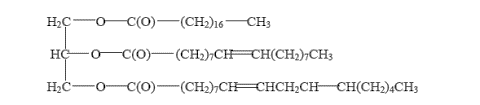 H₂C—O—C(O)—(CH₂)₁₆—CH₃
HC—O—C(O)—(CH₂)₇CH=CH(CH₂)₇CH₃
H₂C—O—C(O)—(CH₂)₇CH=CHCH₂CH—CH(CH₂)₄CH₃